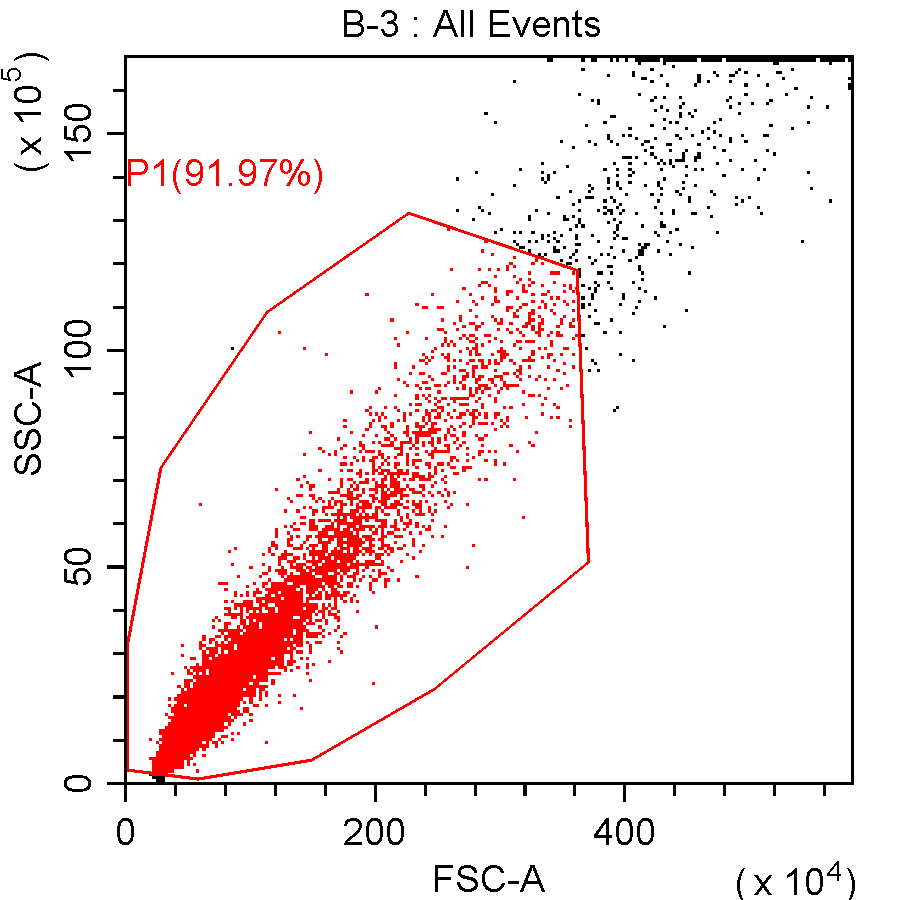 B-3 : All Events
(x 10⁵)
150
P1(91.97%)
100
SSC-A
50
0
0 200 400
FSC-A (x 10⁴)